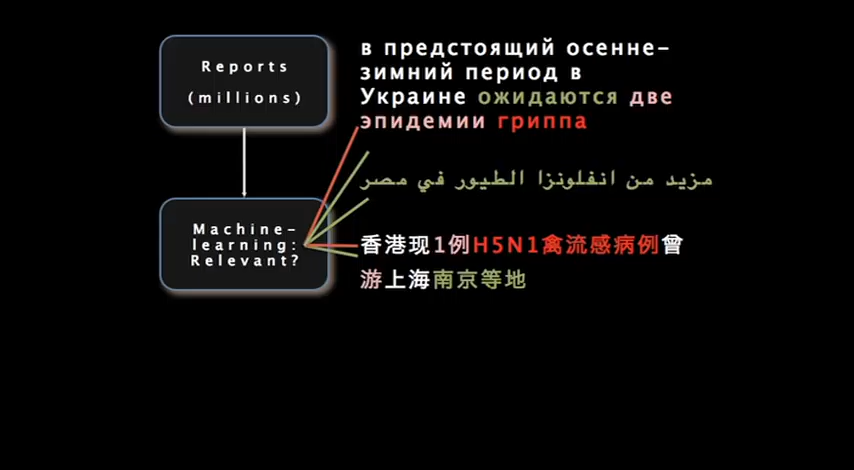 Reports
(millions)
в предстоящий осенне-
зимний период в
Украине ожидаются две
эпидемии гриппа
مزيد من انفلونزا الطيور في مصر
Machine-
learning:
Relevant?
香港现1例H5N1禽流感病例曾
游上海南京等地